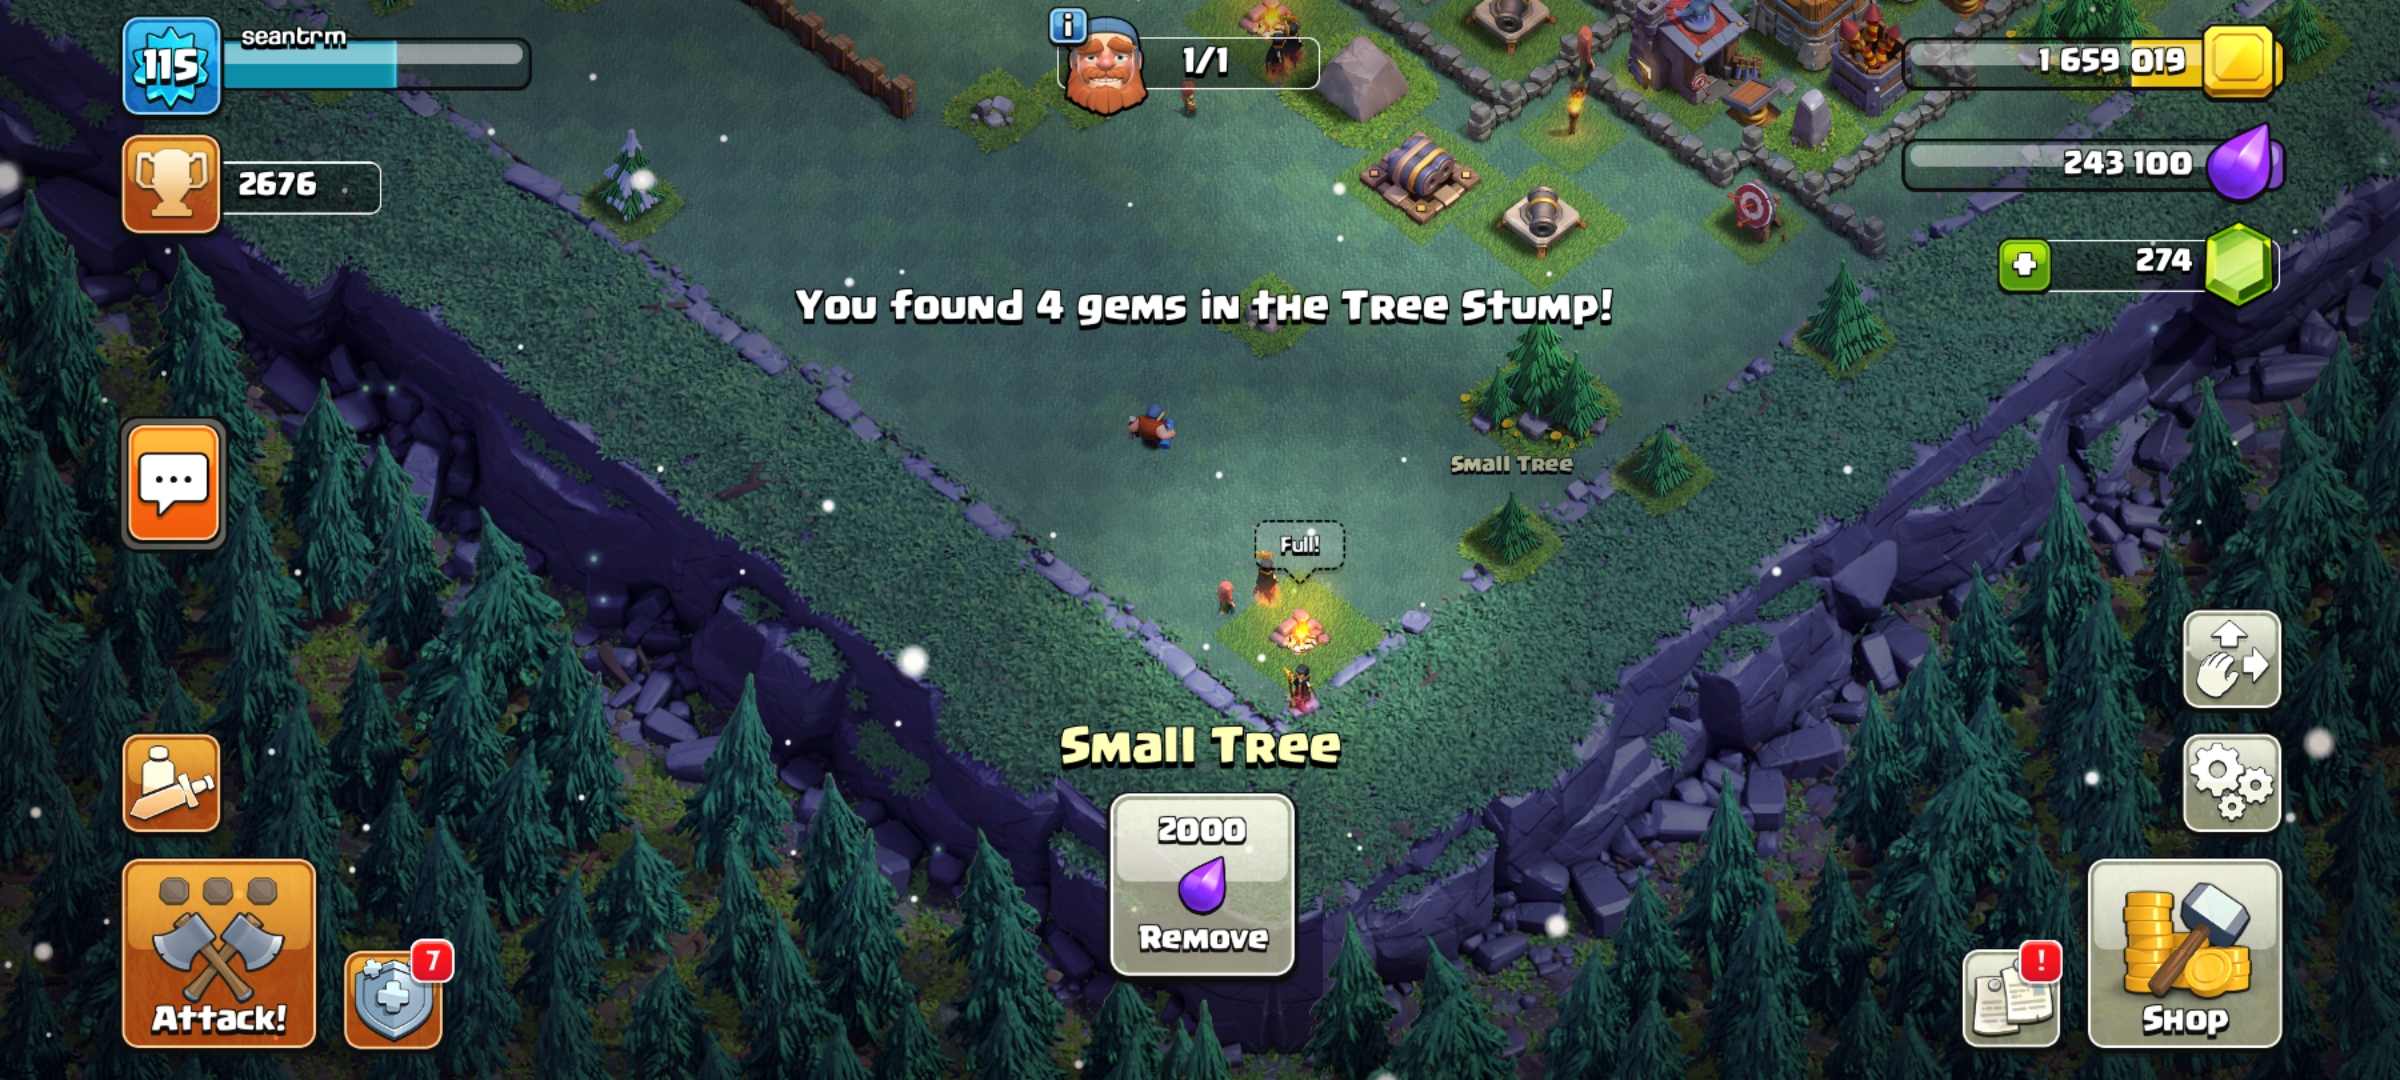 115
seantrm
i
1/1
1 659 019
2676
243 100
274
You found 4 gems in the Tree Stump!
Small Tree
Full!
Small Tree
2000
Remove
7
Attack!
!
Shop